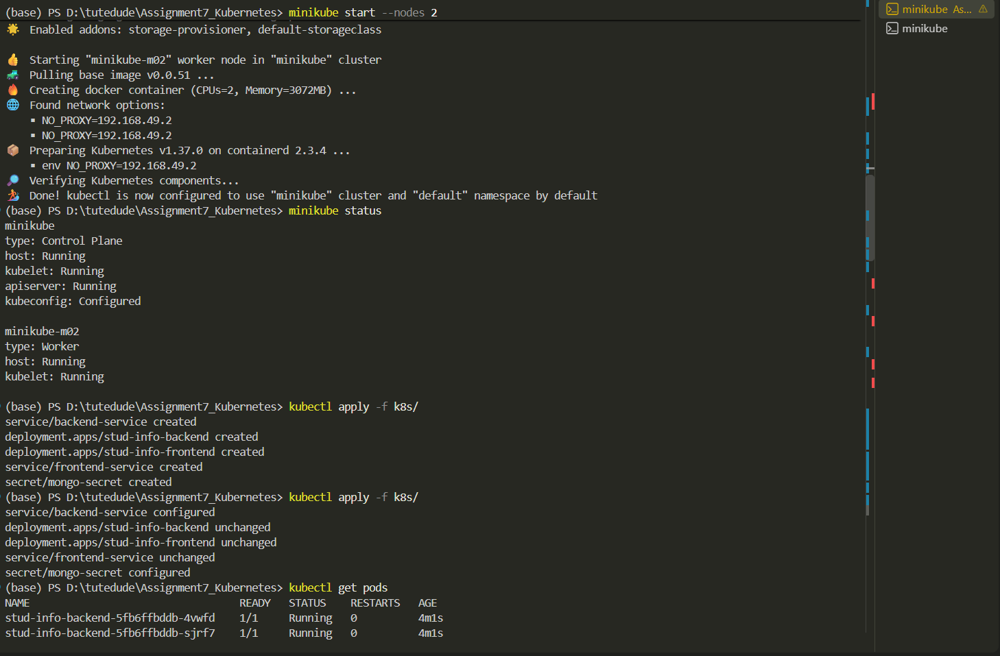 (base) PS D:\tutedude\Assignment7_Kubernetes> minikube start --nodes 2
Enabled addons: storage-provisioner, default-storageclass
Starting "minikube-m02" worker node in "minikube" cluster
Pulling base image v0.0.51 ...
Creating docker container (CPUs=2, Memory=3072MB) ...
Found network options:
▪ NO_PROXY=192.168.49.2
▪ NO_PROXY=192.168.49.2
Preparing Kubernetes v1.37.0 on containerd 2.3.4 ...
▪ env NO_PROXY=192.168.49.2
Verifying Kubernetes components...
Done! kubectl is now configured to use "minikube" cluster and "default" namespace by default
(base) PS D:\tutedude\Assignment7_Kubernetes> minikube status
minikube
type: Control Plane
host: Running
kubelet: Running
apiserver: Running
kubeconfig: Configured
minikube-m02
type: Worker
host: Running
kubelet: Running
(base) PS D:\tutedude\Assignment7_Kubernetes> kubectl apply -f k8s/
service/backend-service created
deployment.apps/stud-info-backend created
deployment.apps/stud-info-frontend created
service/frontend-service created
secret/mongo-secret created
(base) PS D:\tutedude\Assignment7_Kubernetes> kubectl apply -f k8s/
service/backend-service configured
deployment.apps/stud-info-backend unchanged
deployment.apps/stud-info-frontend unchanged
service/frontend-service unchanged
secret/mongo-secret configured
(base) PS D:\tutedude\Assignment7_Kubernetes> kubectl get pods
NAME READY STATUS RESTARTS AGE
stud-info-backend-5fb6ffbddb-4vwfd 1/1 Running 0 4m1s
stud-info-backend-5fb6ffbddb-sjrf7 1/1 Running 0 4m1s
minikube As...
minikube